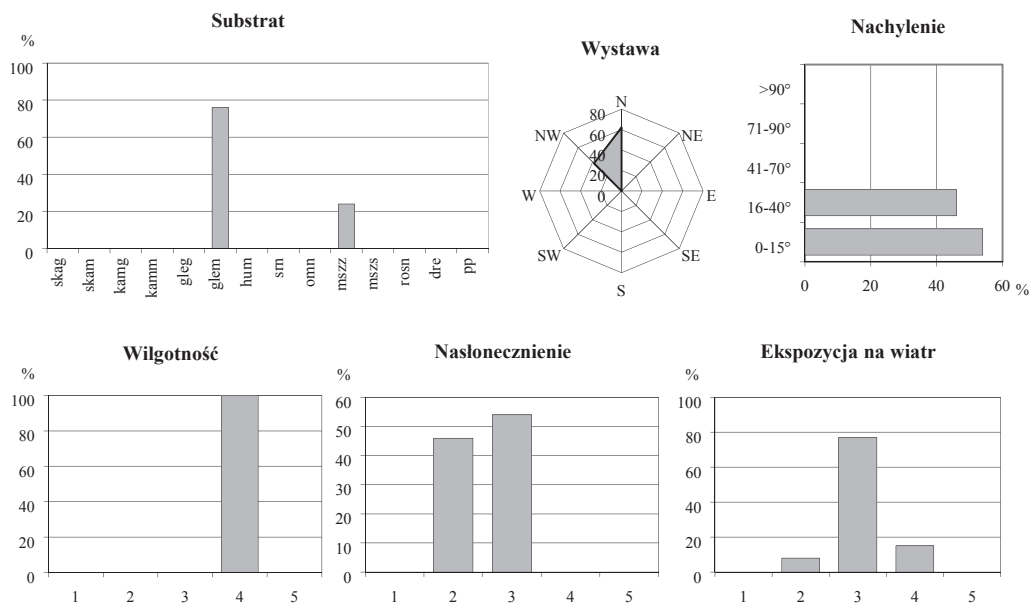 Substrat
%
100
80
60
40
20
0
skag
skam
kamg
kamm
gleg
glem
hum
srn
omn
mszz
mszs
rosn
dre
pp
Wystawa
N
NE
E
SE
S
SW
W
NW
80
60
40
20
0
Nachylenie
>90°
71-90°
41-70°
16-40°
0-15°
0 20 40 60 %
Wilgotność
%
100
80
60
40
20
0
1 2 3 4 5
Nasłonecznienie
%
60
50
40
30
20
10
0
1 2 3 4 5
Ekspozycja na wiatr
%
100
80
60
40
20
0
1 2 3 4 5